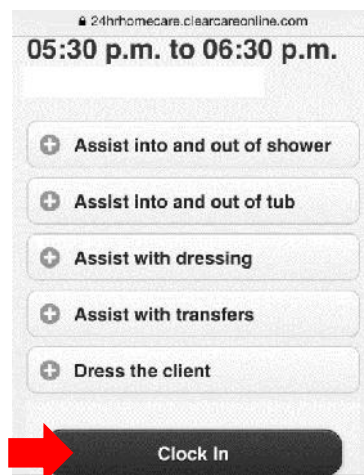 24hrhomecare.clearcareonline.com
05:30 p.m. to 06:30 p.m.
Assist into and out of shower
Assist into and out of tub
Assist with dressing
Assist with transfers
Dress the client
Clock In